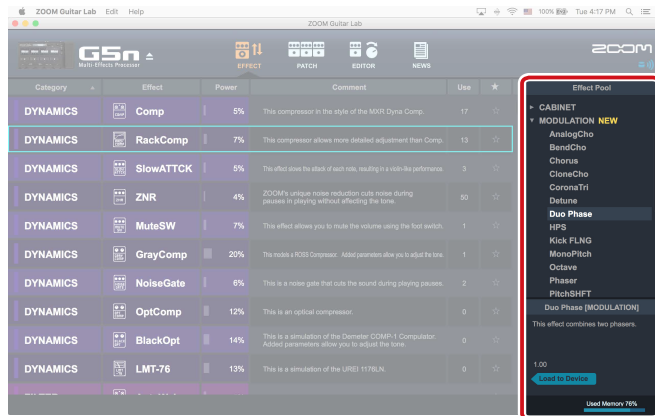 ZOOM Guitar Lab Edit Help
100% Tue 4:17 PM
ZOOM Guitar Lab
G5n
Multi-Effects Processor
EFFECT PATCH EDITOR NEWS
ZOOM
Category Effect Power Comment Use
DYNAMICS Comp 5% This compressor in the style of the MXR Dyna Comp. 17
DYNAMICS RackComp 7% This compressor allows more detailed adjustment than Comp. 13
DYNAMICS SlowATTCK 5% This effect slows the attack of each note, resulting in a violin-like performance. 3
DYNAMICS ZNR 4% ZOOM's unique noise reduction cuts noise during
pauses in playing without affecting the tone. 50
DYNAMICS MuteSW 7% This effect allows you to mute the volume using the foot switch. 1
DYNAMICS GrayComp 20% This models a ROSS Compressor. Added parameters allow you to adjust the tone. 1
DYNAMICS NoiseGate 6% This is a noise gate that cuts the sound during playing pauses. 2
DYNAMICS OptComp 12% This is an optical compressor. 0
DYNAMICS BlackOpt 14% This is a simulation of the Demeter COMP-1 Compulator.
Added parameters allow you to adjust the tone. 0
DYNAMICS LMT-76 13% This is a simulation of the UREI 1176LN. 0
Effect Pool
CABINET
MODULATION NEW
AnalogCho
BendCho
Chorus
CloneCho
CoronaTri
Detune
Duo Phase
HPS
Kick FLNG
MonoPitch
Octave
Phaser
PitchSHFT
Duo Phase [MODULATION]
This effect combines two phasers.
1.00
Load to Device
Used Memory 76%